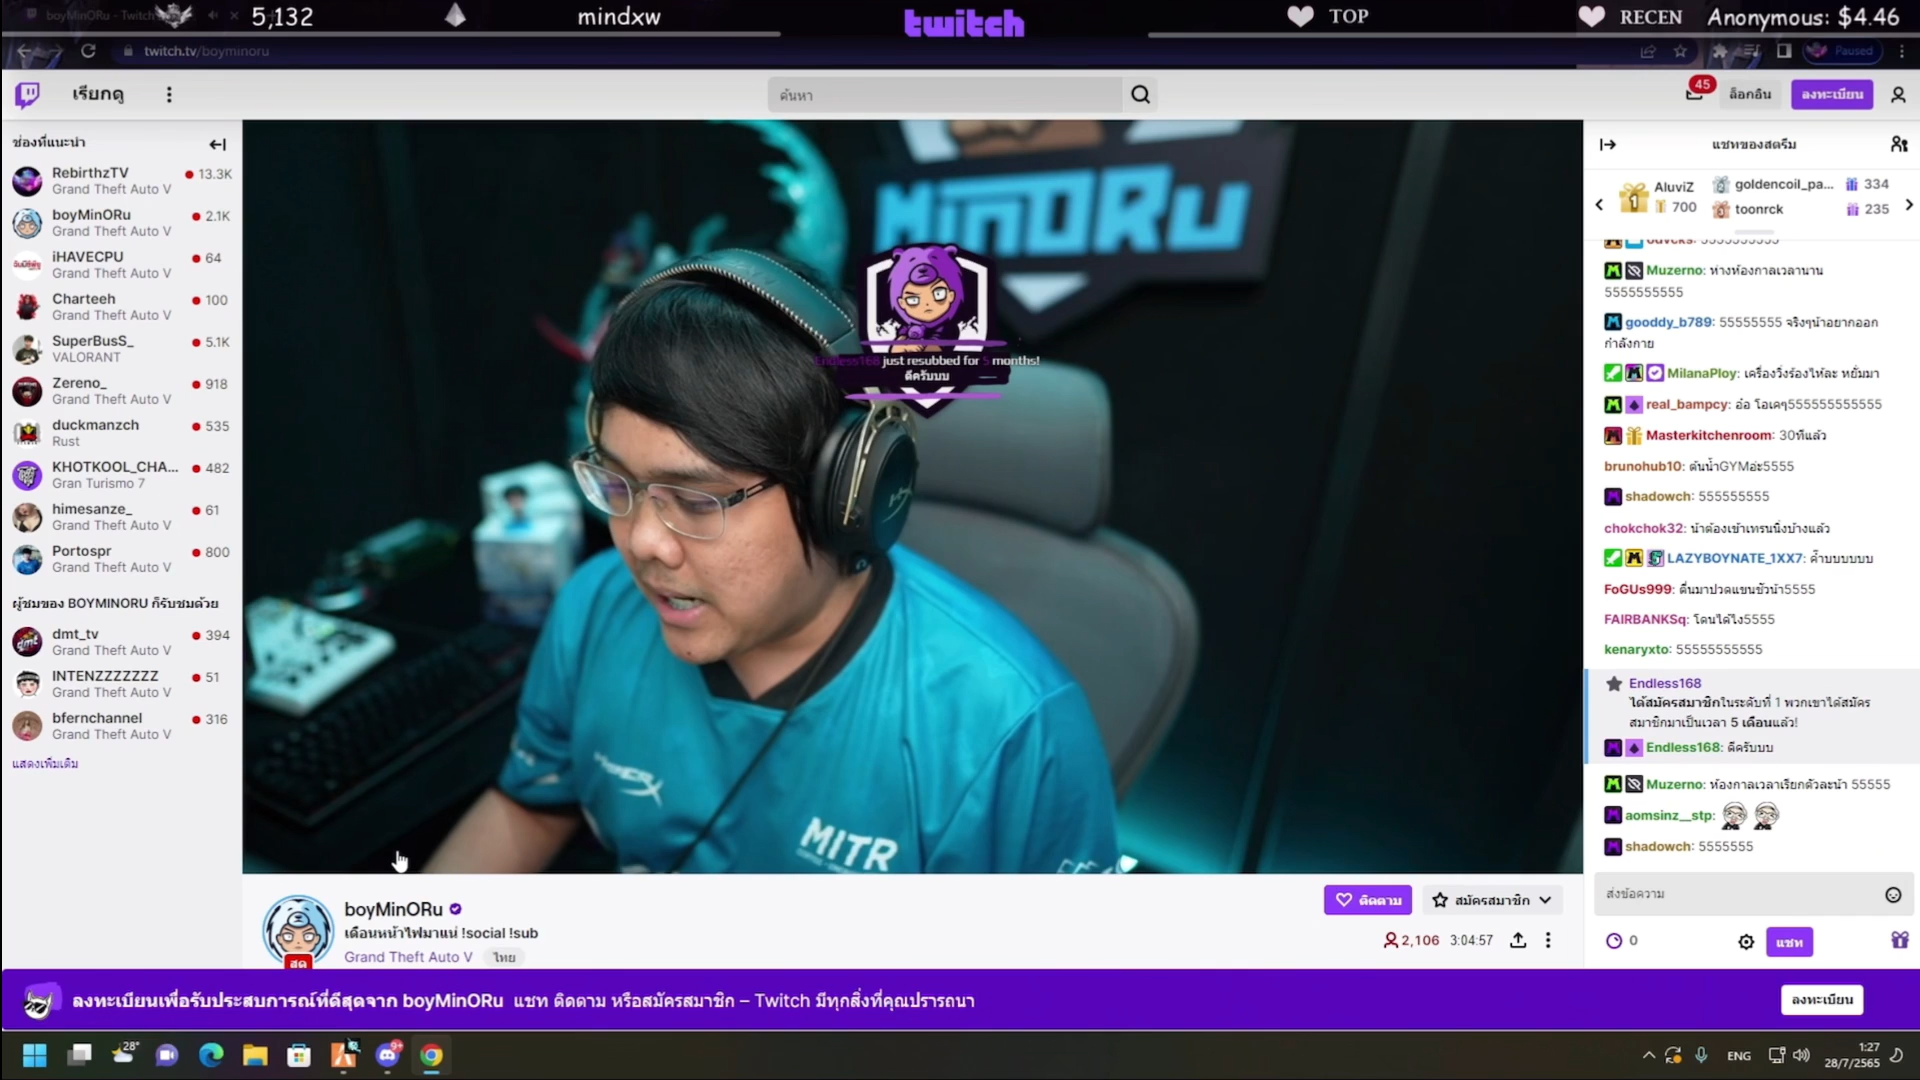 boyMinORu - Twitch
5,132
mindxw
twitch
TOP
RECEN
Anonymous: $4.46
twitch.tv/boyminoru
Paused
เรียกดู
ค้นหา
45
ล็อกอิน
ลงทะเบียน
ช่องที่แนะนำ
RebirthzTV 13.3K
Grand Theft Auto V
boyMinORu 2.1K
Grand Theft Auto V
iHAVECPU 64
Grand Theft Auto V
Charteeh 100
Grand Theft Auto V
SuperBusS_ 5.1K
VALORANT
Zereno_ 918
Grand Theft Auto V
duckmanzch 535
Rust
KHOTKOOL_CHA... 482
Gran Turismo 7
himesanze_ 61
Grand Theft Auto V
Portospr 800
Grand Theft Auto V
ผู้ชมของ BOYMINORU ก็รับชมด้วย
dmt_tv 394
Grand Theft Auto V
INTENZZZZZZZ 51
Grand Theft Auto V
bfernchannel 316
Grand Theft Auto V
แสดงเพิ่มเติม
MinORu
Endless168 just resubbed for 5 months!
ดีครับบบ
HYPERX
MITR
แชทของสตรีม
1 AluviZ 700
2 goldencoil_pa... 334
3 toonrck 235
Muzerno: ห่างห้องกาลเวลานาน
5555555555
gooddy_b789: 55555555 จริงๆน้าอยากออก
กำลังกาย
MilanaPloy: เครื่องวิ่งร้องไห้ละ หยั่มมา
real_bampcy: อ๋อ โอเคๆ555555555555
Masterkitchenroom: 30ทีแล้ว
brunohub10: ตันน้ำGYMอ่ะ5555
shadowch: 555555555
chokchok32: น้าต้องเข้าเทรนนิ่งบ้างแล้ว
LAZYBOYNATE_1XX7: ค้ำบบบบบบ
FoGUs999: ตื่นมาปวดแขนชัวน้า5555
FAIRBANKSq: โดนได้ไง5555
kenaryxto: 55555555555
Endless168
ได้สมัครสมาชิกในระดับที่ 1 พวกเขาได้สมัคร
สมาชิกมาเป็นเวลา 5 เดือนแล้ว!
Endless168: ดีครับบบ
Muzerno: ห้องกาลเวลาเรียกตัวละน้า 55555
aomsinz__stp:
shadowch: 5555555
ส่งข้อความ
0
แชท
boyMinORu
เดือนหน้าไฟมาแน่ !social !sub
Grand Theft Auto V ไทย
สด
ติดตาม
สมัครสมาชิก
2,106 3:04:57
ลงทะเบียนเพื่อรับประสบการณ์ที่ดีสุดจาก boyMinORu แชท ติดตาม หรือสมัครสมาชิก – Twitch มีทุกสิ่งที่คุณปรารถนา
ลงทะเบียน
28°
9+
ENG
1:27
28/7/2565